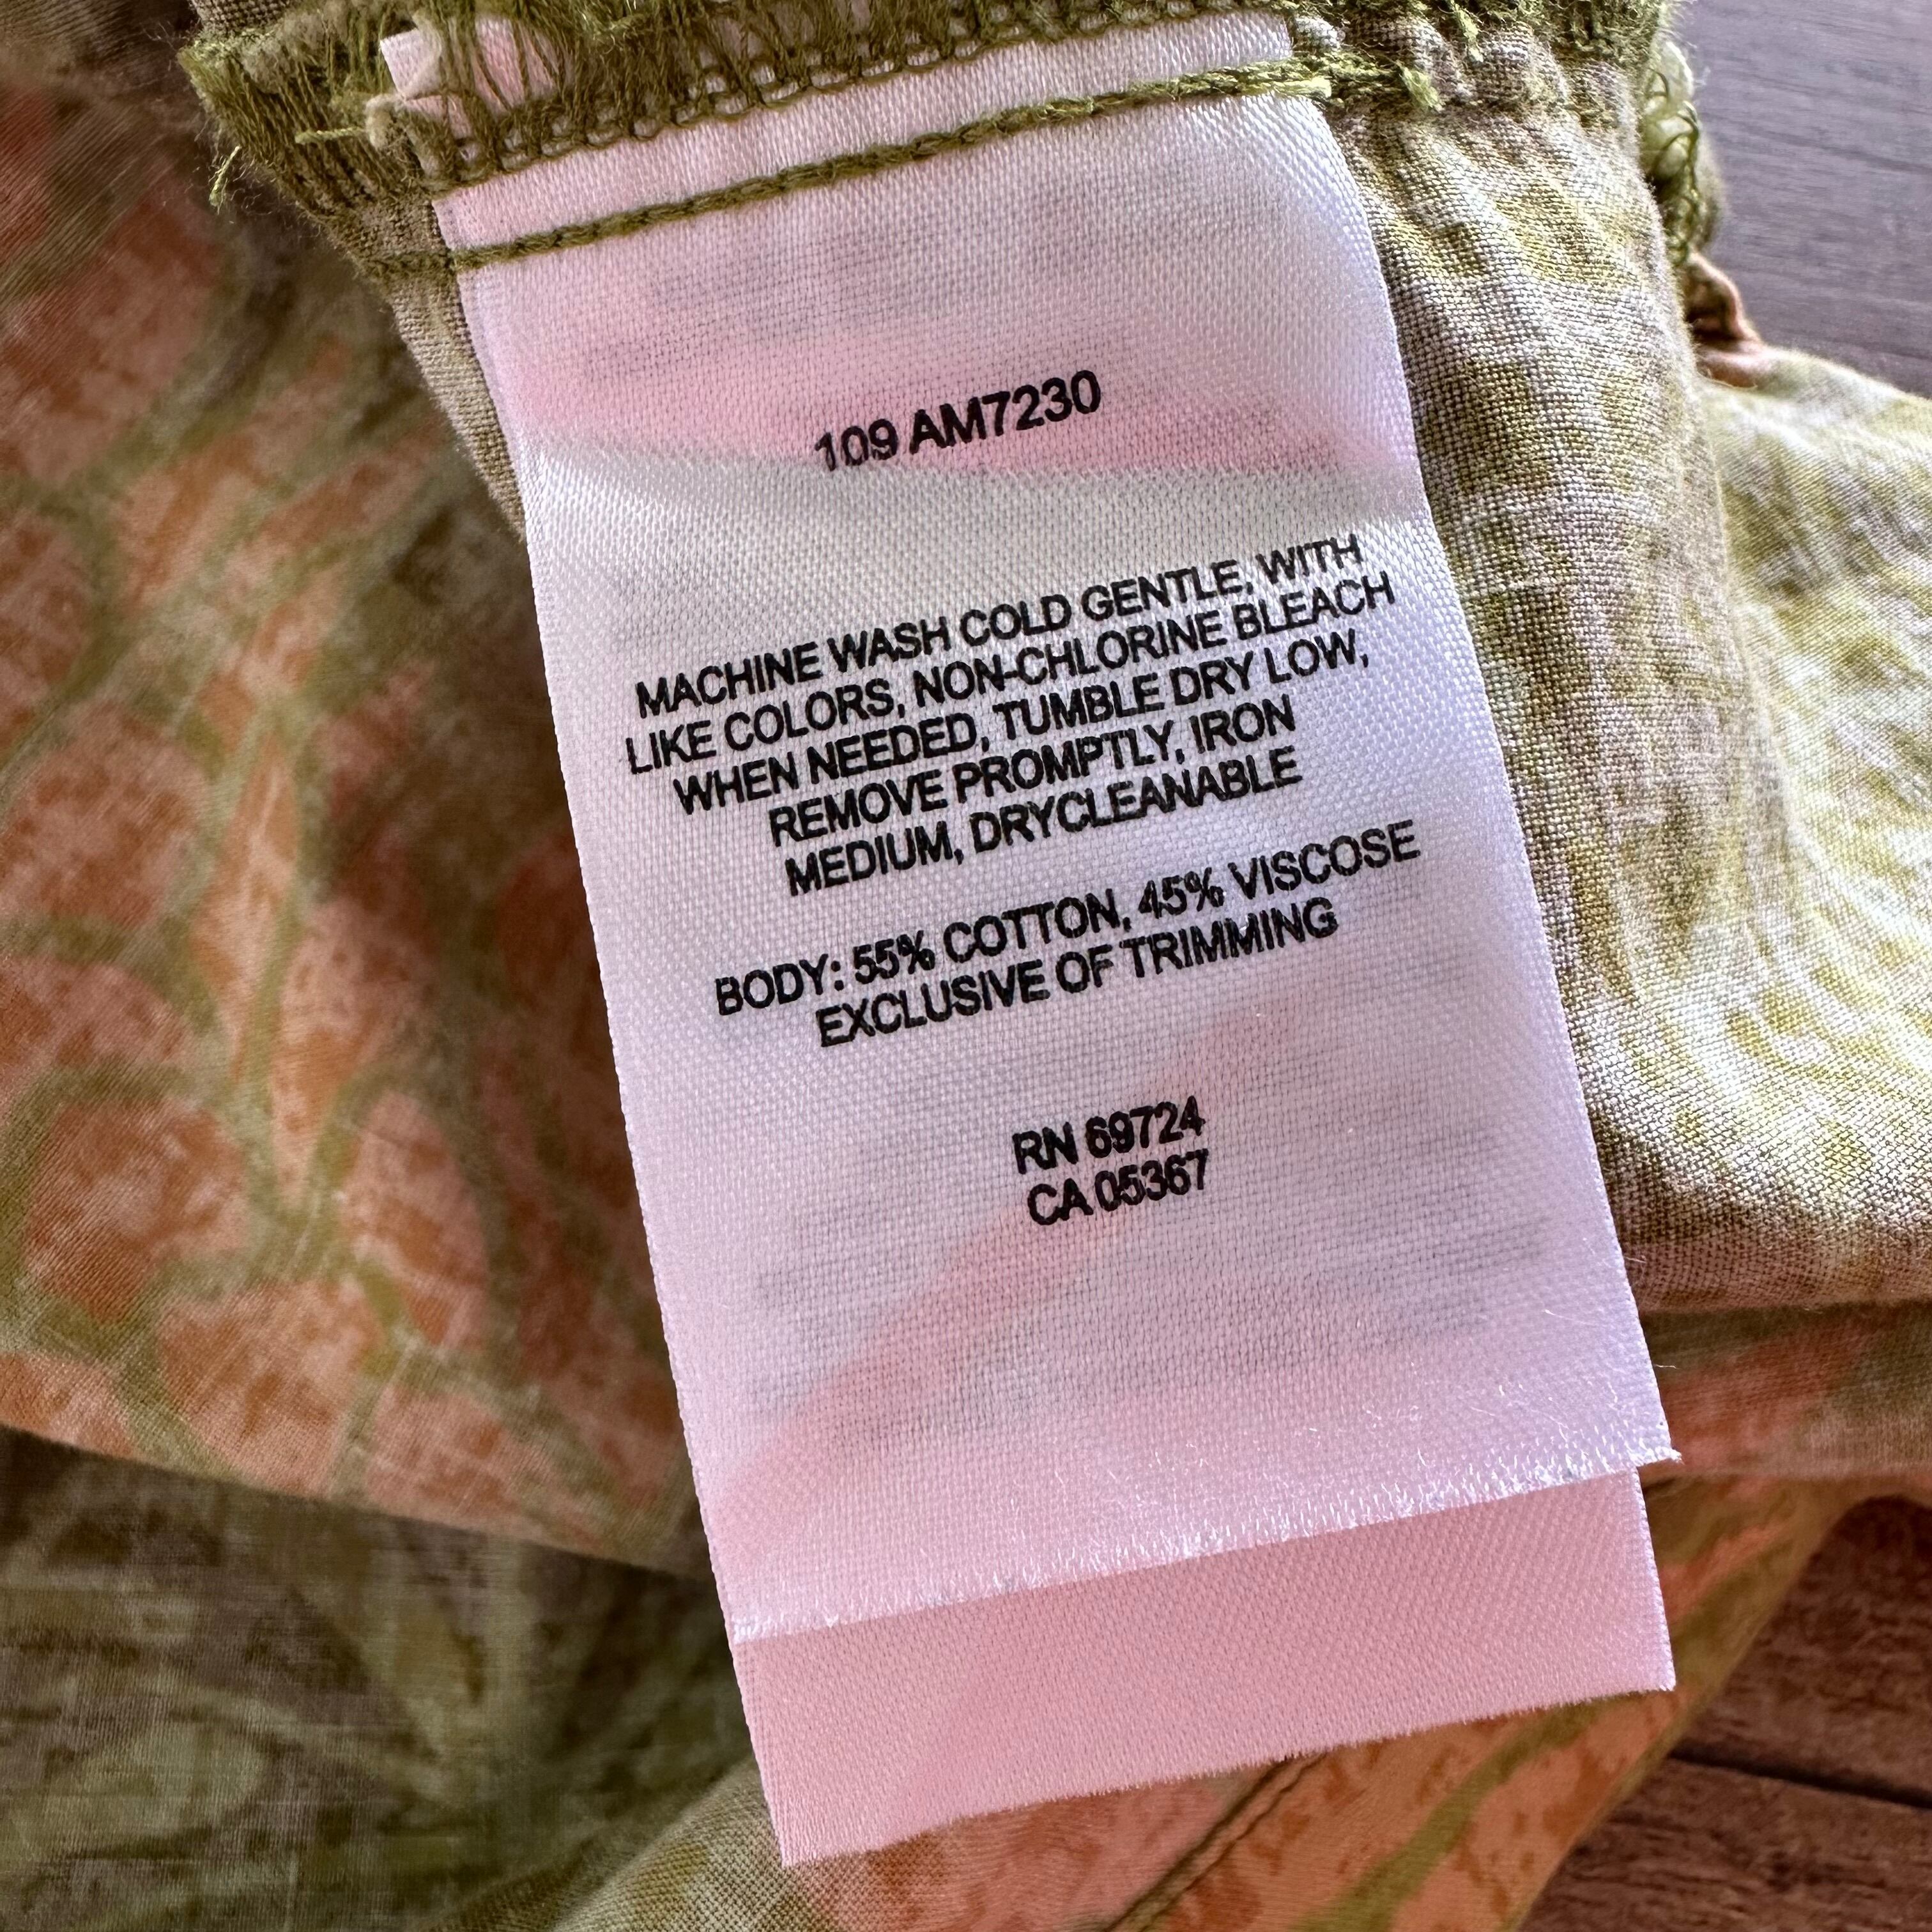 109 AM7230
MACHINE WASH COLD GENTLE, WITH
LIKE COLORS, NON-CHLORINE BLEACH
WHEN NEEDED, TUMBLE DRY LOW,
REMOVE PROMPTLY, IRON
MEDIUM, DRYCLEANABLE
BODY: 55% COTTON, 45% VISCOSE
EXCLUSIVE OF TRIMMING
RN 69724
CA 05367